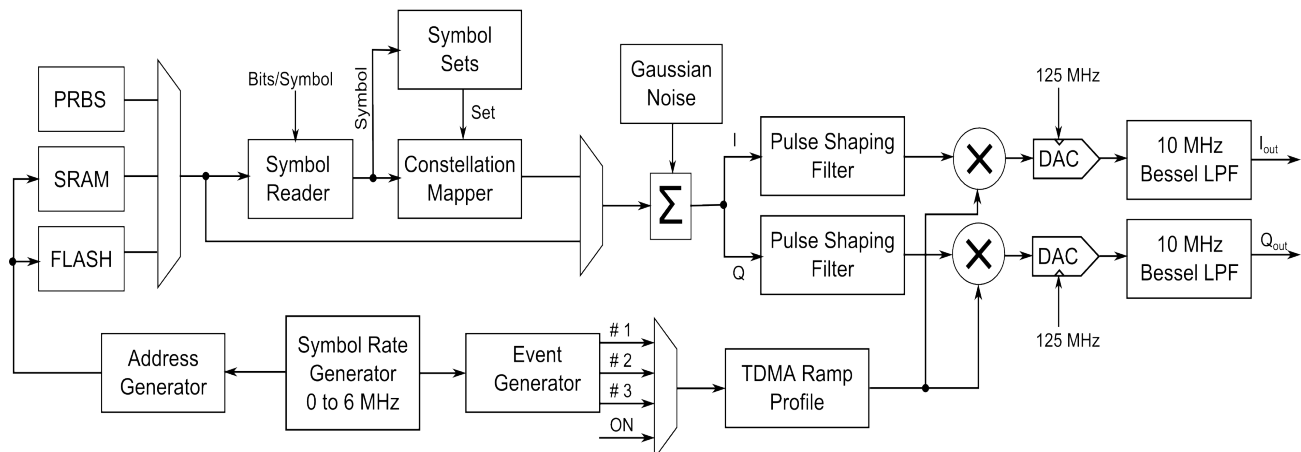 PRBS
SRAM
FLASH
Bits/Symbol
Symbol
Reader
Symbol
Symbol
Sets
Set
Constellation
Mapper
Gaussian
Noise
Σ
I
Q
Pulse Shaping
Filter
Pulse Shaping
Filter
X
X
125 MHz
DAC
DAC
125 MHz
10 MHz
Bessel LPF
10 MHz
Bessel LPF
Iout
Qout
Address
Generator
Symbol Rate
Generator
0 to 6 MHz
Event
Generator
# 1
# 2
# 3
ON
TDMA Ramp
Profile